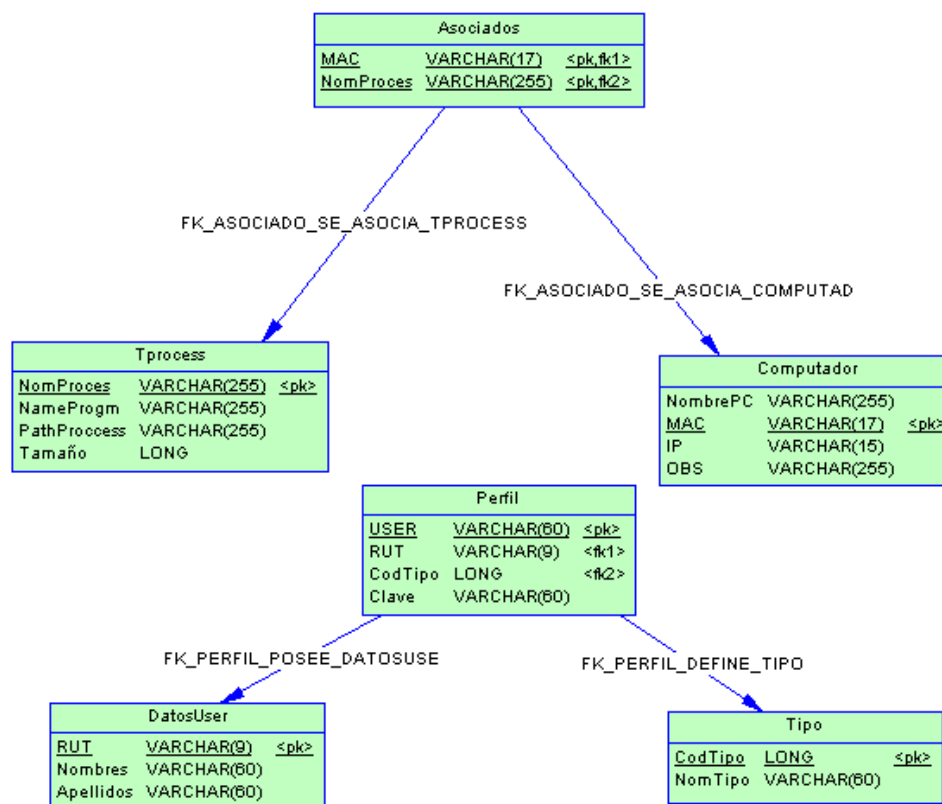 Asociados
MAC VARCHAR(17) <pk,fk1>
NomProces VARCHAR(255) <pk,fk2>
FK_ASOCIADO_SE_ASOCIA_TPROCESS
FK_ASOCIADO_SE_ASOCIA_COMPUTAD
Tprocess
NomProces VARCHAR(255) <pk>
NameProgm VARCHAR(255)
PathProccess VARCHAR(255)
Tamaño LONG
Computador
NombrePC VARCHAR(255)
MAC VARCHAR(17) <pk>
IP VARCHAR(15)
OBS VARCHAR(255)
Perfil
USER VARCHAR(60) <pk>
RUT VARCHAR(9) <fk1>
CodTipo LONG <fk2>
Clave VARCHAR(60)
FK_PERFIL_POSEE_DATOSUSE
FK_PERFIL_DEFINE_TIPO
DatosUser
RUT VARCHAR(9) <pk>
Nombres VARCHAR(60)
Apellidos VARCHAR(60)
Tipo
CodTipo LONG <pk>
NomTipo VARCHAR(60)